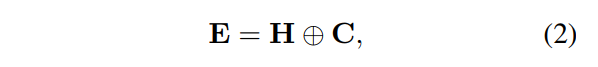 E = H ⊕ C, (2)